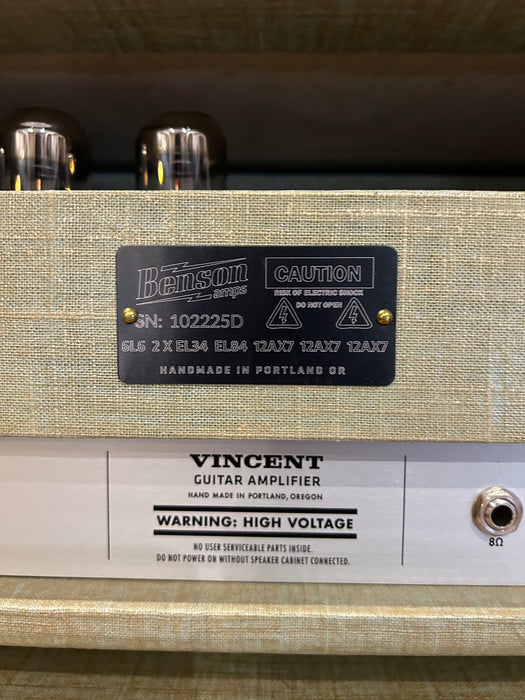 Benson
amps
CAUTION
RISK OF ELECTRIC SHOCK
DO NOT OPEN
SN: 102225D
6L6 2 X EL34 EL84 12AX7 12AX7 12AX7
HANDMADE IN PORTLAND OR
VINCENT
GUITAR AMPLIFIER
HAND MADE IN PORTLAND, OREGON
WARNING: HIGH VOLTAGE
NO USER SERVICEABLE PARTS INSIDE.
DO NOT POWER ON WITHOUT SPEAKER CABINET CONNECTED.
8Ω